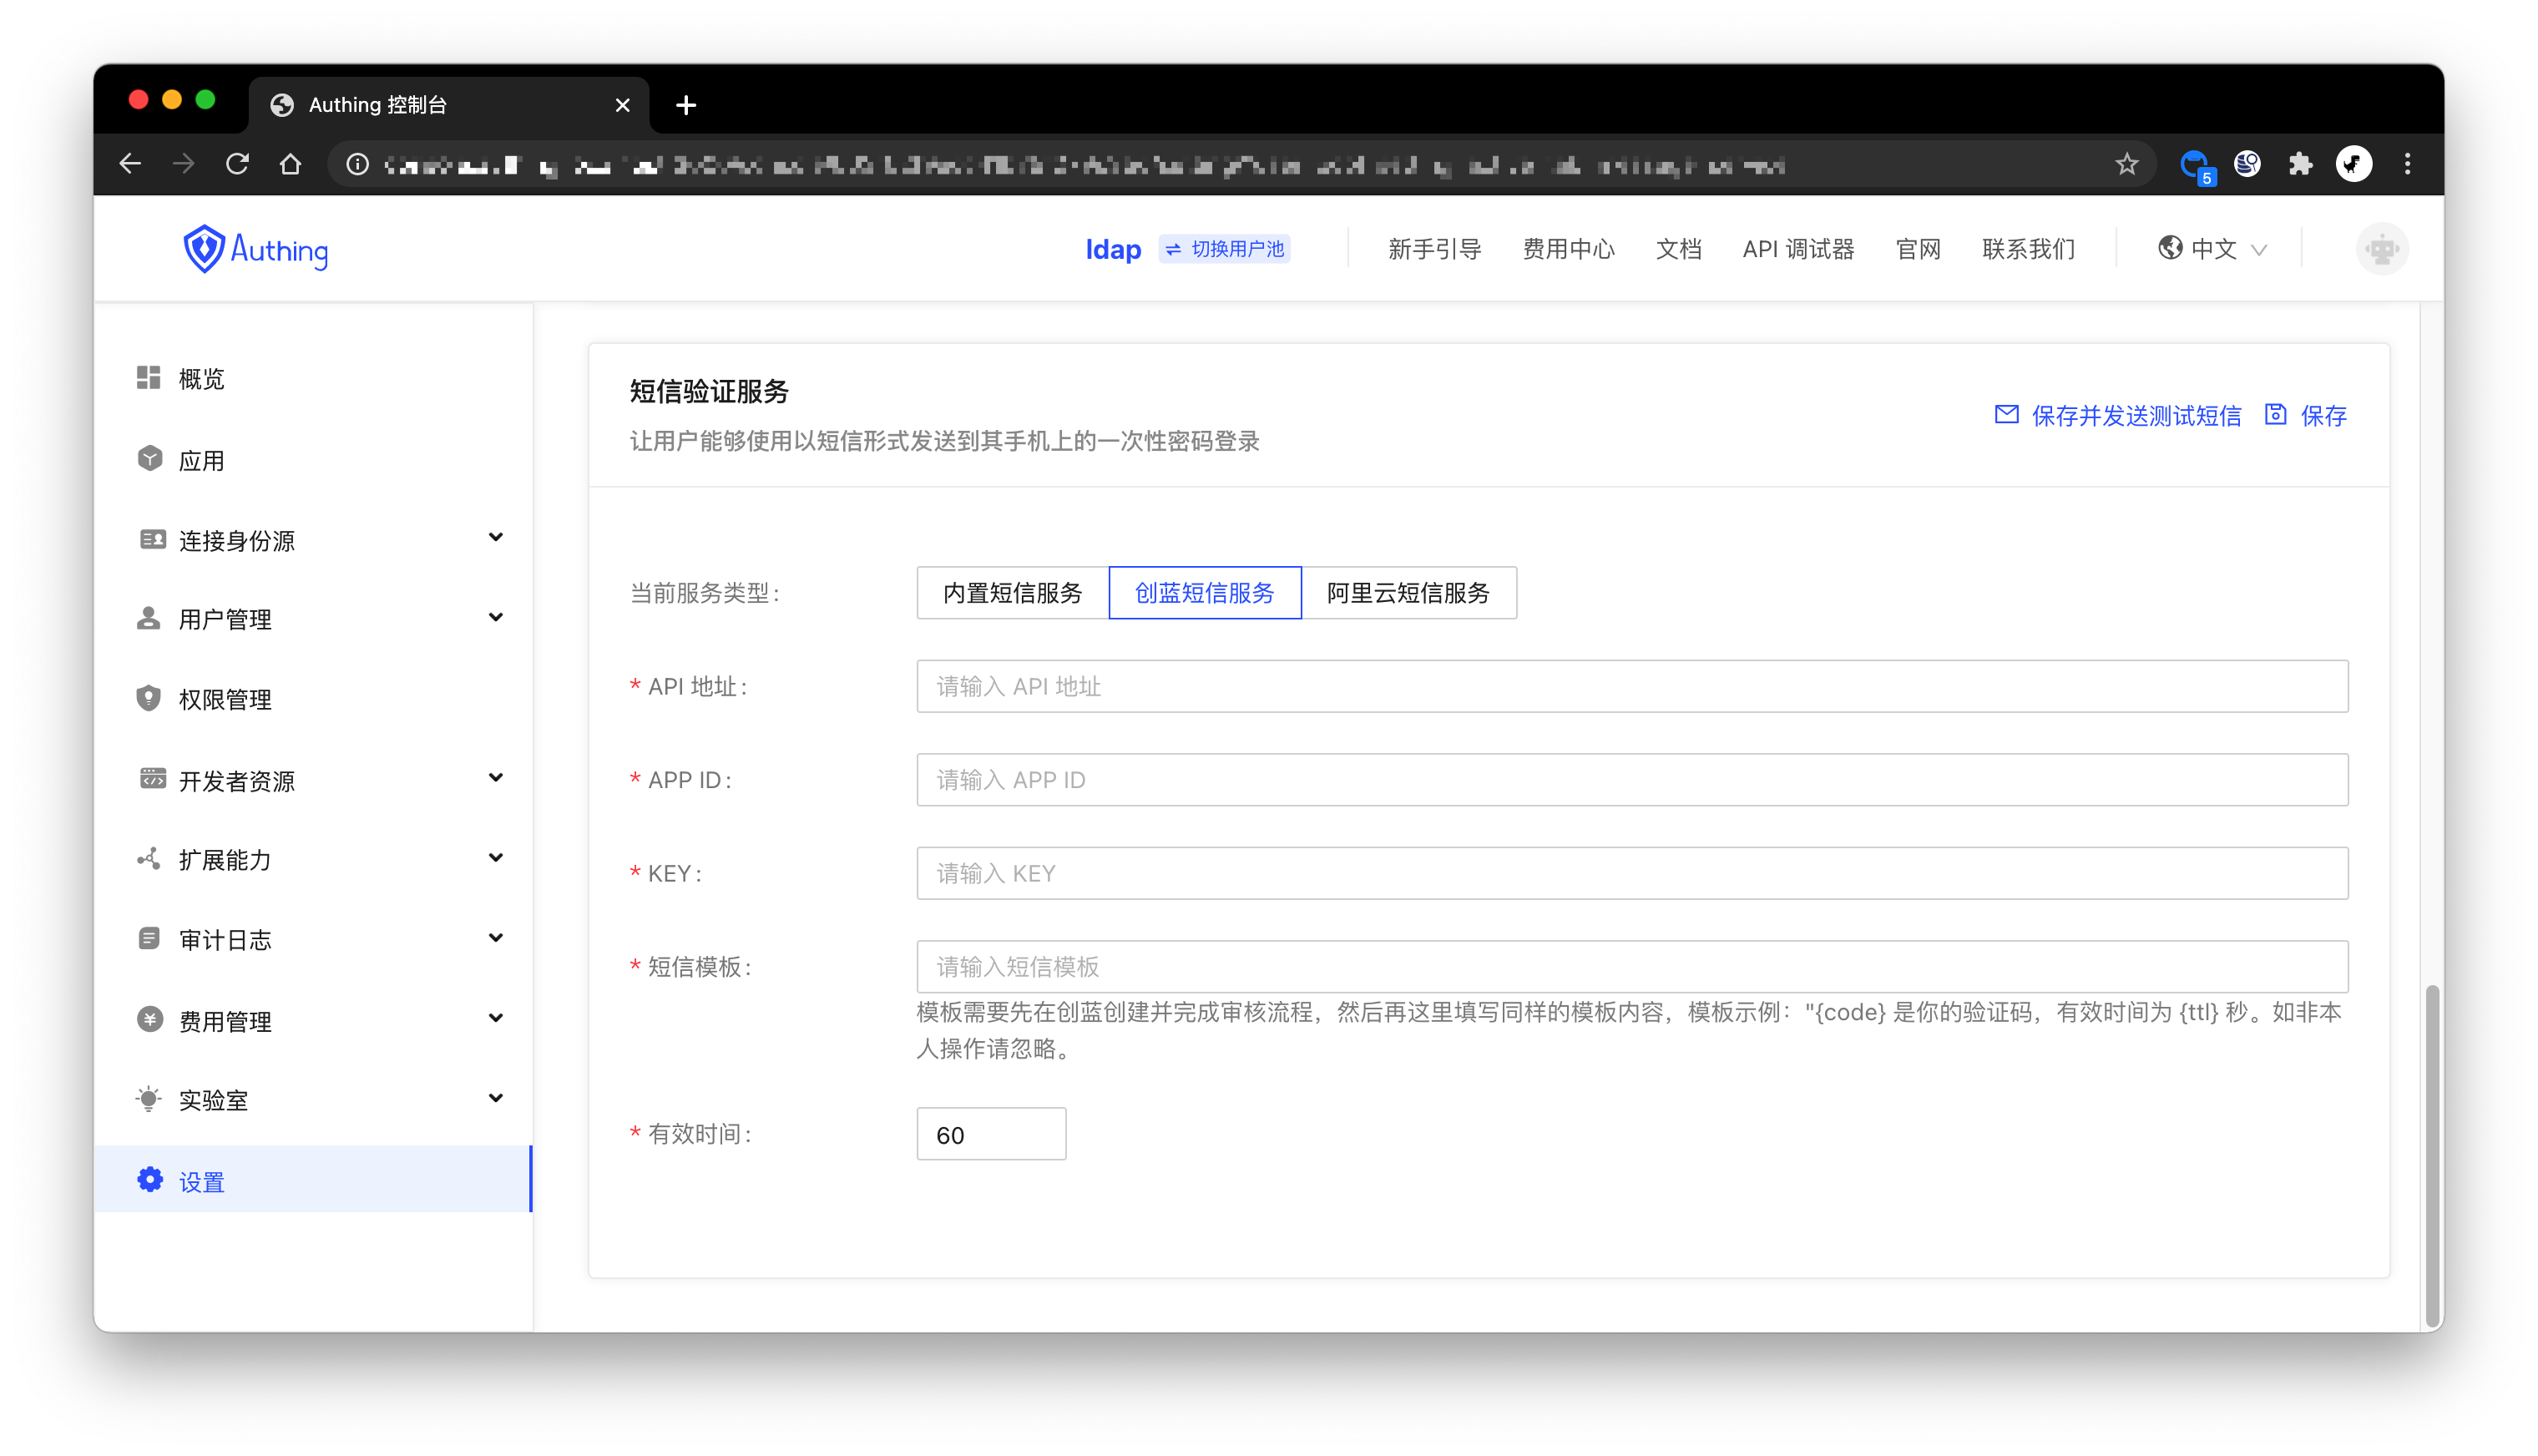 Authing 控制台
5
Authing
ldap
切换用户池
新手引导
费用中心
文档
API 调试器
官网
联系我们
中文
概览
应用
连接身份源
用户管理
权限管理
开发者资源
扩展能力
审计日志
费用管理
实验室
设置
短信验证服务
让用户能够使用以短信形式发送到其手机上的一次性密码登录
保存并发送测试短信
保存
当前服务类型:
内置短信服务
创蓝短信服务
阿里云短信服务
* API 地址:
请输入 API 地址
* APP ID:
请输入 APP ID
* KEY:
请输入 KEY
* 短信模板:
请输入短信模板
模板需要先在创蓝创建并完成审核流程，然后再这里填写同样的模板内容，模板示例："{code} 是你的验证码，有效时间为 {ttl} 秒。如非本
人操作请忽略。
* 有效时间:
60